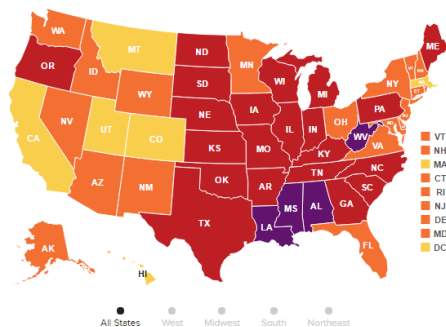 WA
MT
ND
ME
OR
MN
ID
SD
WI
NY
MI
WY
IA
NE
PA
NV
OH
IL
IN
UT
CO
WV
VA
CA
KS
MO
KY
NC
TN
AZ
NM
OK
AR
SC
MS
AL
GA
TX
LA
AK
HI
FL
VT
NH
MA
CT
RI
NJ
DE
MD
DC
All States
West
Midwest
South
Northeast